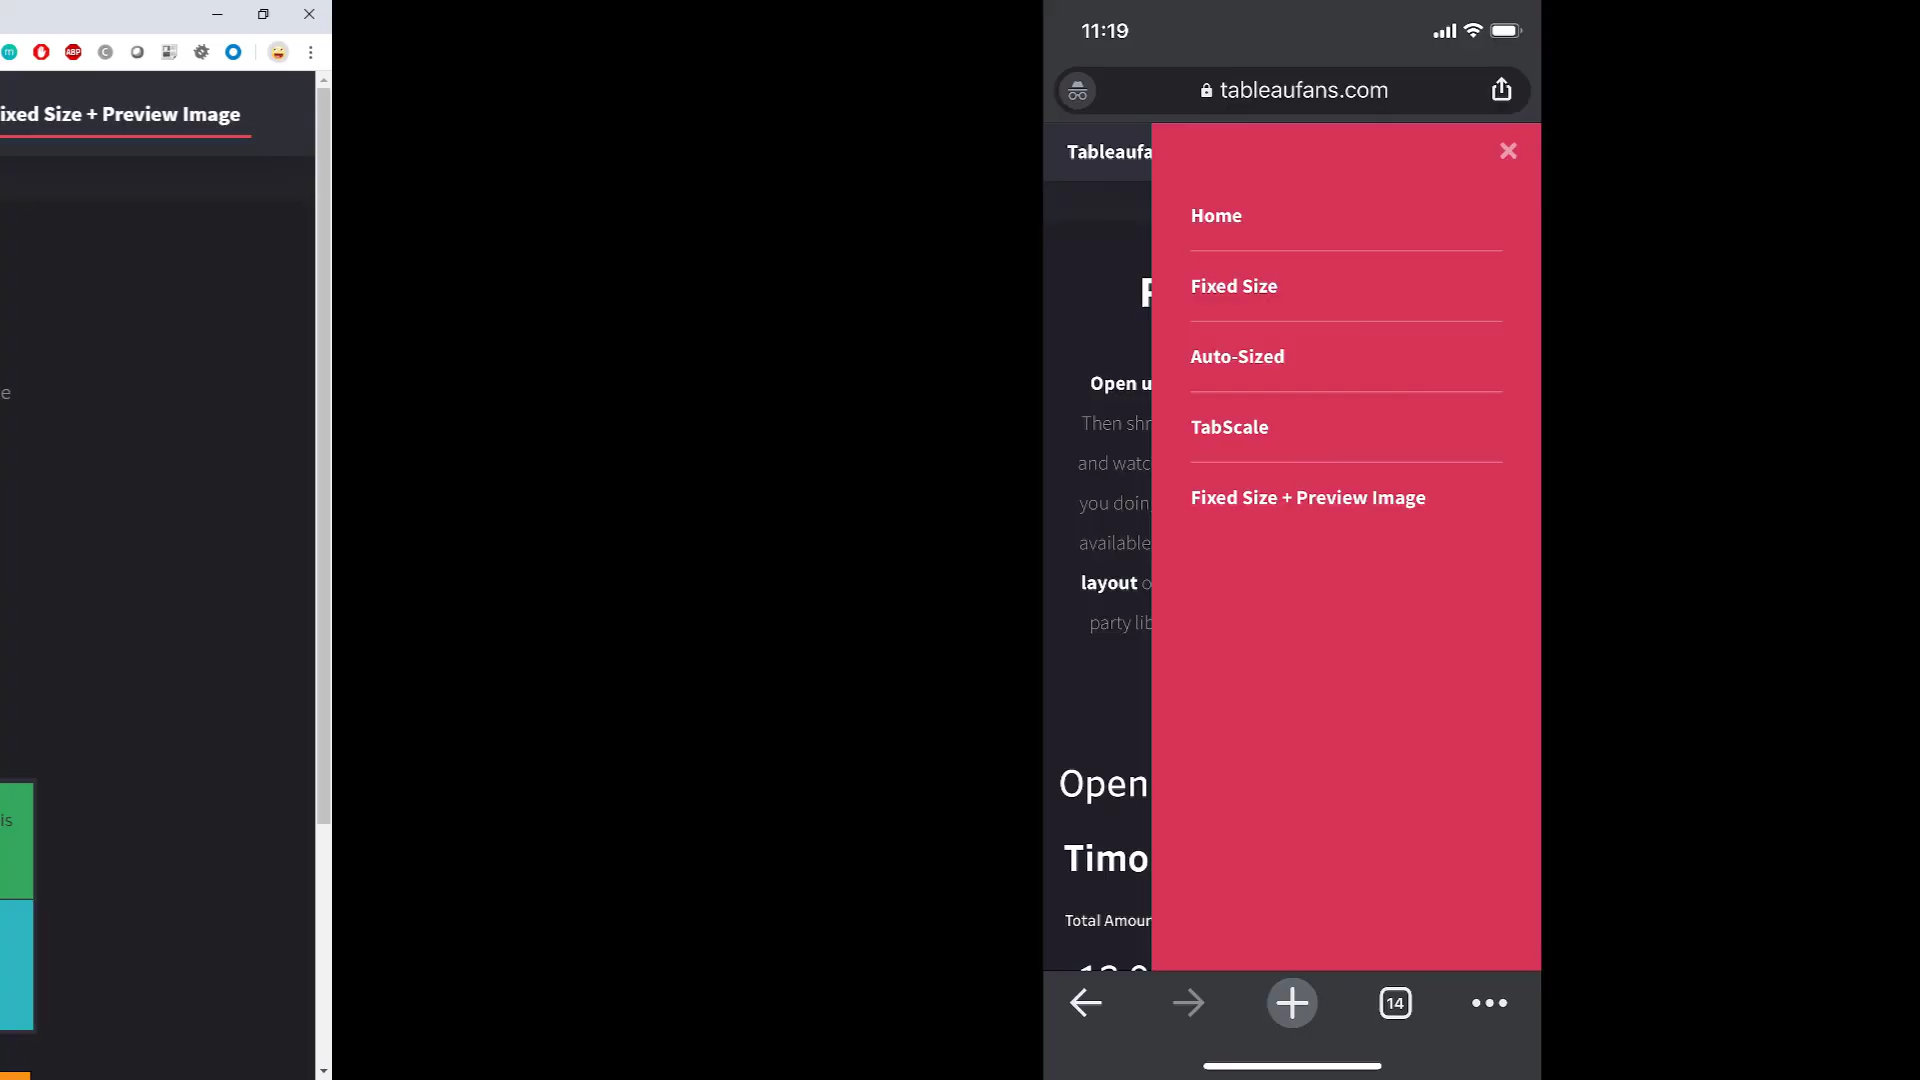 ixed Size + Preview Image
e
is
m
ABP
C
11:19
tableaufans.com
Tableaufa
Home
Fixed Size
Auto-Sized
TabScale
Fixed Size + Preview Image
F
Open u
Then shr
and watc
you doin
available
layout o
party lib
Open
Timo
Total Amour
14